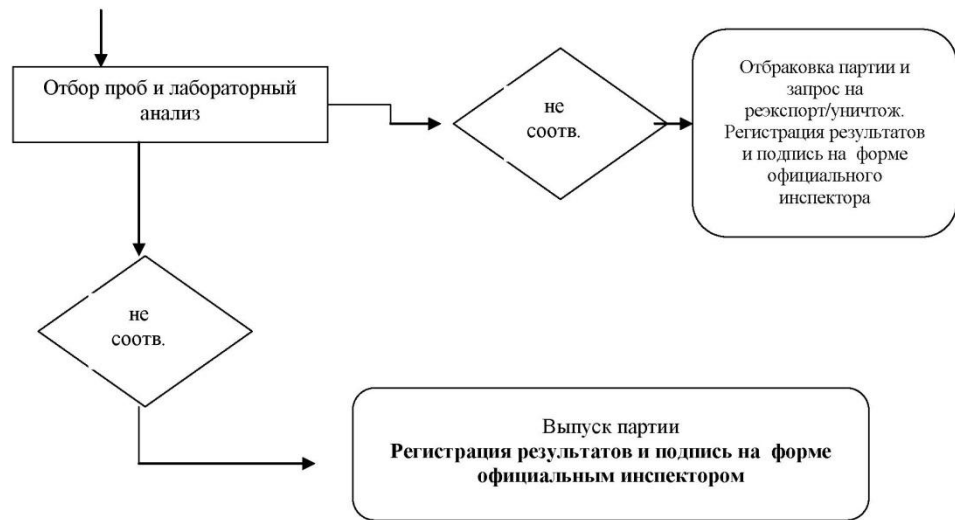 Отбор проб и лабораторный
анализ
не
соотв.
Отбраковка партии и
запрос на
реэкспорт/уничтож.
Регистрация результатов
и подпись на форме
официального
инспектора
не
соотв.
Выпуск партии
Регистрация результатов и подпись на форме
официальным инспектором